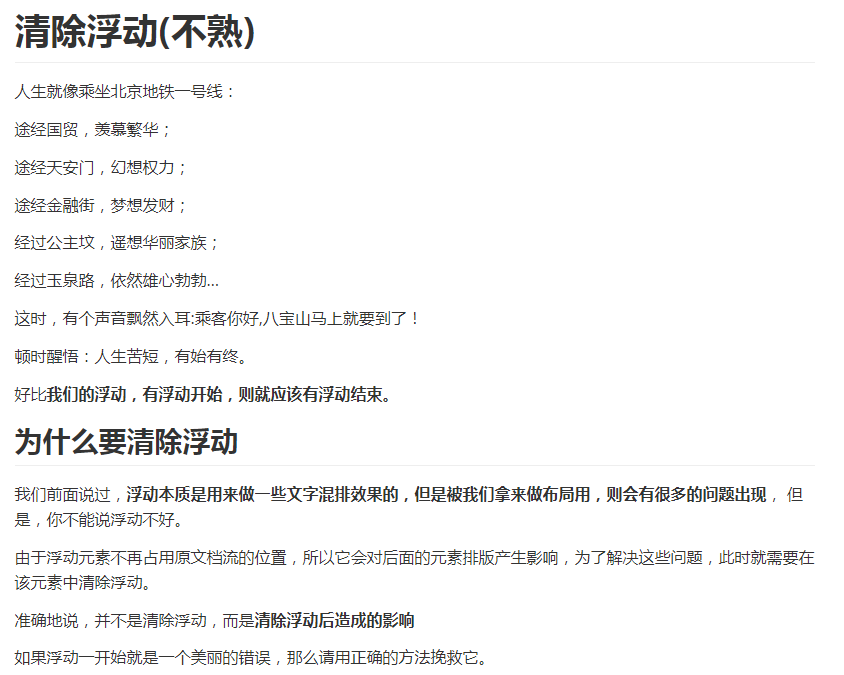 清除浮动(不熟)
人生就像乘坐北京地铁一号线：
途经国贸，羡慕繁华；
途经天安门，幻想权力；
途经金融街，梦想发财；
经过公主坟，遥想华丽家族；
经过玉泉路，依然雄心勃勃...
这时，有个声音飘然入耳:乘客你好,八宝山马上就要到了！
顿时醒悟：人生苦短，有始有终。
好比我们的浮动，有浮动开始，则就应该有浮动结束。
为什么要清除浮动
我们前面说过，浮动本质是用来做一些文字混排效果的，但是被我们拿来做布局用，则会有很多的问题出现， 但
是，你不能说浮动不好。
由于浮动元素不再占用原文档流的位置，所以它会对后面的元素排版产生影响，为了解决这些问题，此时就需要在
该元素中清除浮动。
准确地说，并不是清除浮动，而是清除浮动后造成的影响
如果浮动一开始就是一个美丽的错误，那么请用正确的方法挽救它。